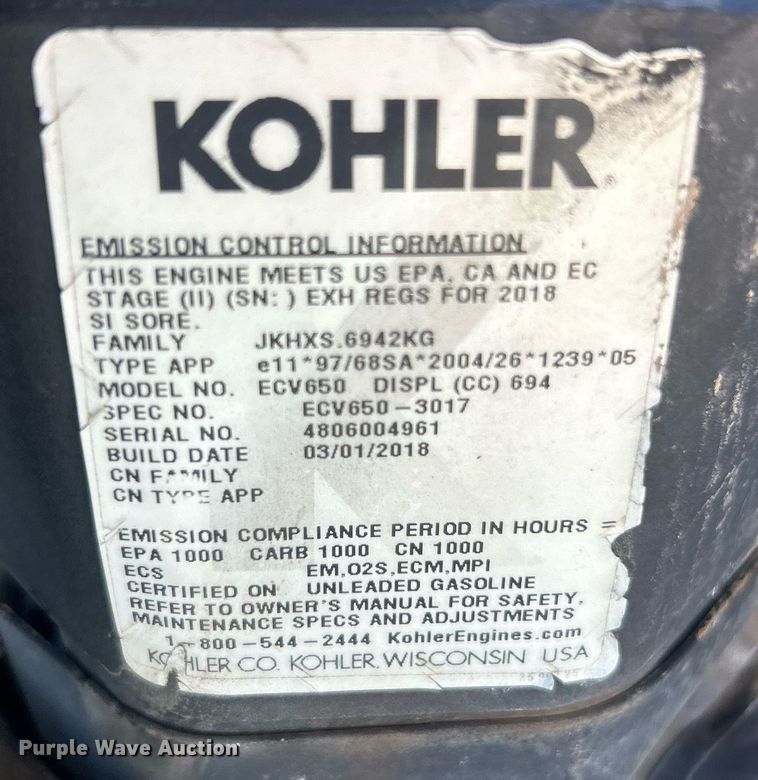 KOHLER®
EMISSION CONTROL INFORMATION
THIS ENGINE MEETS US EPA, CA AND EC
STAGE (II) (SN: ) EXH REGS FOR 2018
SI SORE.
FAMILY JKHXS.6942KG
TYPE APP e11*97/68SA*2004/26*1239*05
MODEL NO. ECV650 DISPL (CC) 694
SPEC NO. ECV650-3017
SERIAL NO. 4806004961
BUILD DATE 03/01/2018
CN FAMILY
CN TYPE APP
EMISSION COMPLIANCE PERIOD IN HOURS =
EPA 1000 CARB 1000 CN 1000
ECS EM,O2S,ECM,MPI
CERTIFIED ON UNLEADED GASOLINE
REFER TO OWNER'S MANUAL FOR SAFETY,
MAINTENANCE SPECS AND ADJUSTMENTS
1-800-544-2444 KohlerEngines.com
KOHLER CO. KOHLER, WISCONSIN USA
Purple Wave Auction